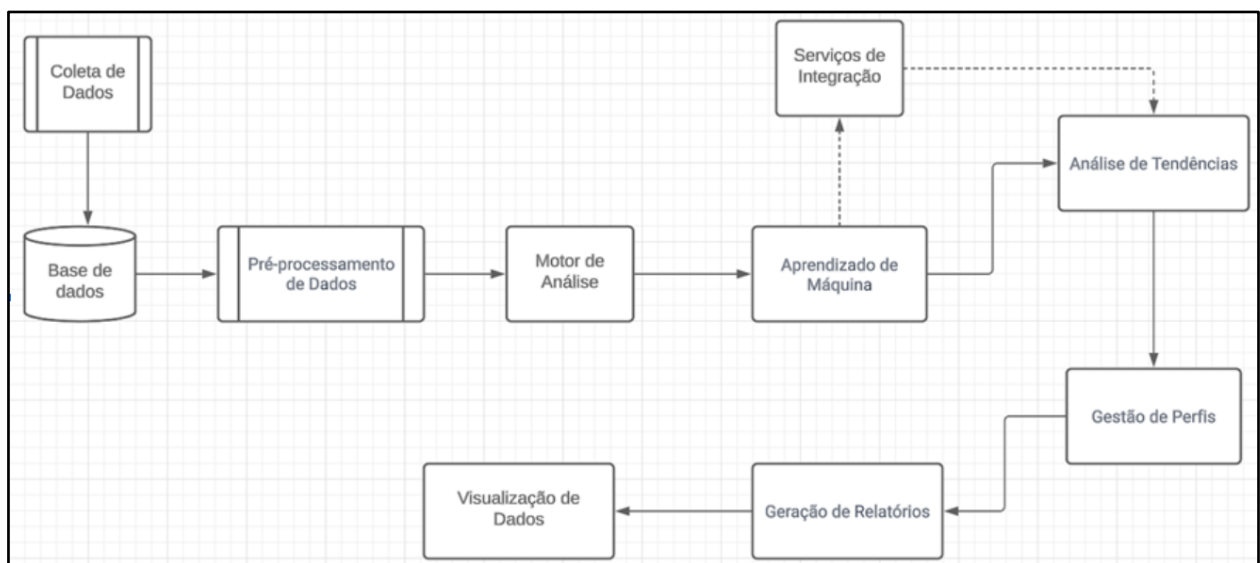 Coleta de
Dados
Serviços de
Integração
Análise de Tendências
Base de
dados
Pré-processamento
de Dados
Motor de
Análise
Aprendizado de
Máquina
Gestão de Perfis
Visualização de
Dados
Geração de Relatórios